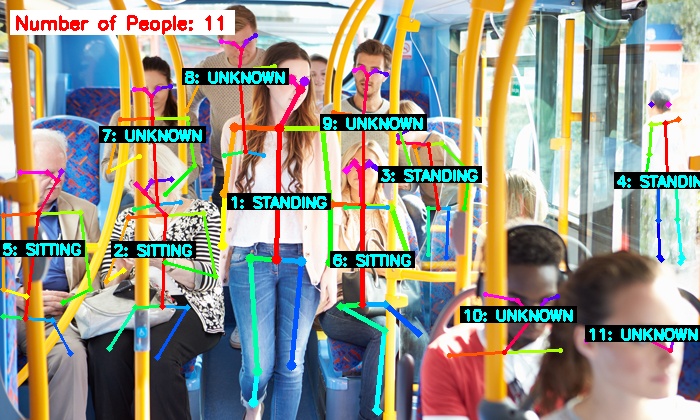 Number of People: 11
8: UNKNOWN
7: UNKNOWN
9: UNKNOWN
3: STANDING
4: STANDIN
1: STANDING
5: SITTING
2: SITTING
6: SITTING
10: UNKNOWN
11: UNKNOWN